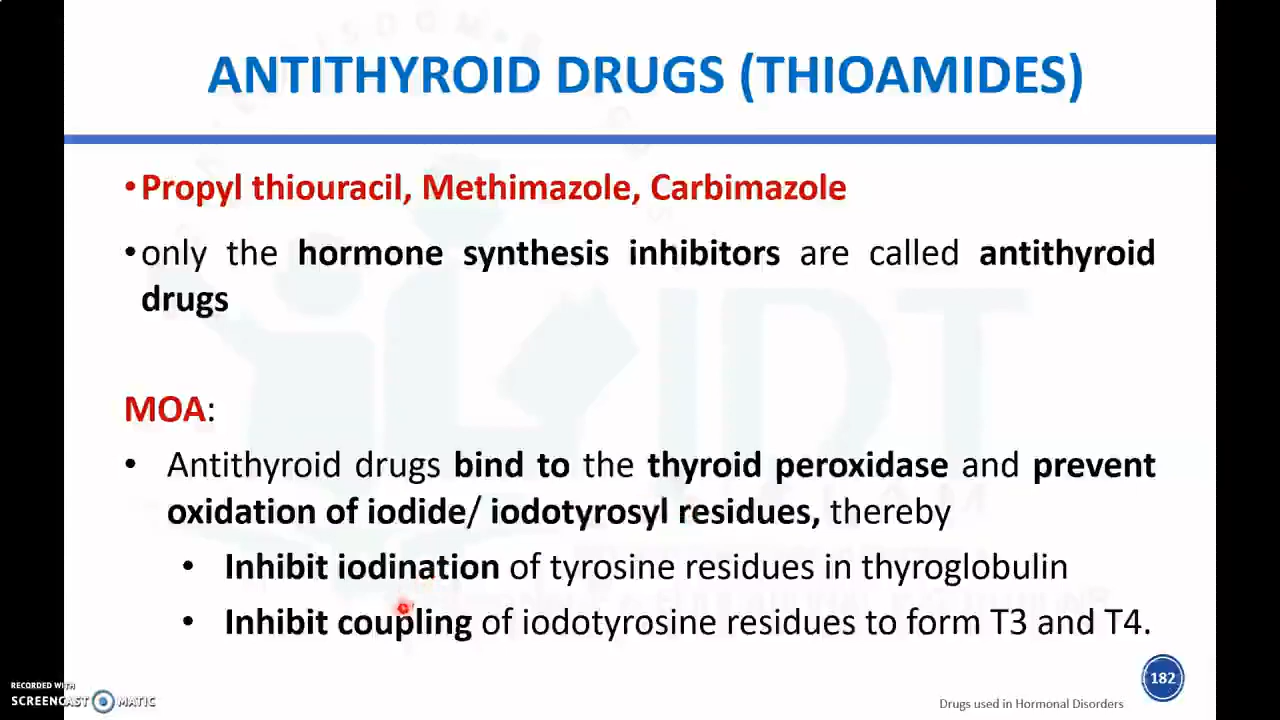 ANTITHYROID DRUGS (THIOAMIDES)
•Propyl thiouracil, Methimazole, Carbimazole
•only the hormone synthesis inhibitors are called antithyroid
drugs
MOA:
• Antithyroid drugs bind to the thyroid peroxidase and prevent
oxidation of iodide/ iodotyrosyl residues, thereby
• Inhibit iodination of tyrosine residues in thyroglobulin
• Inhibit coupling of iodotyrosine residues to form T3 and T4.
182
Drugs used in Hormonal Disorders
RECORDED WITH
SCREENCAST MATIC
IDT